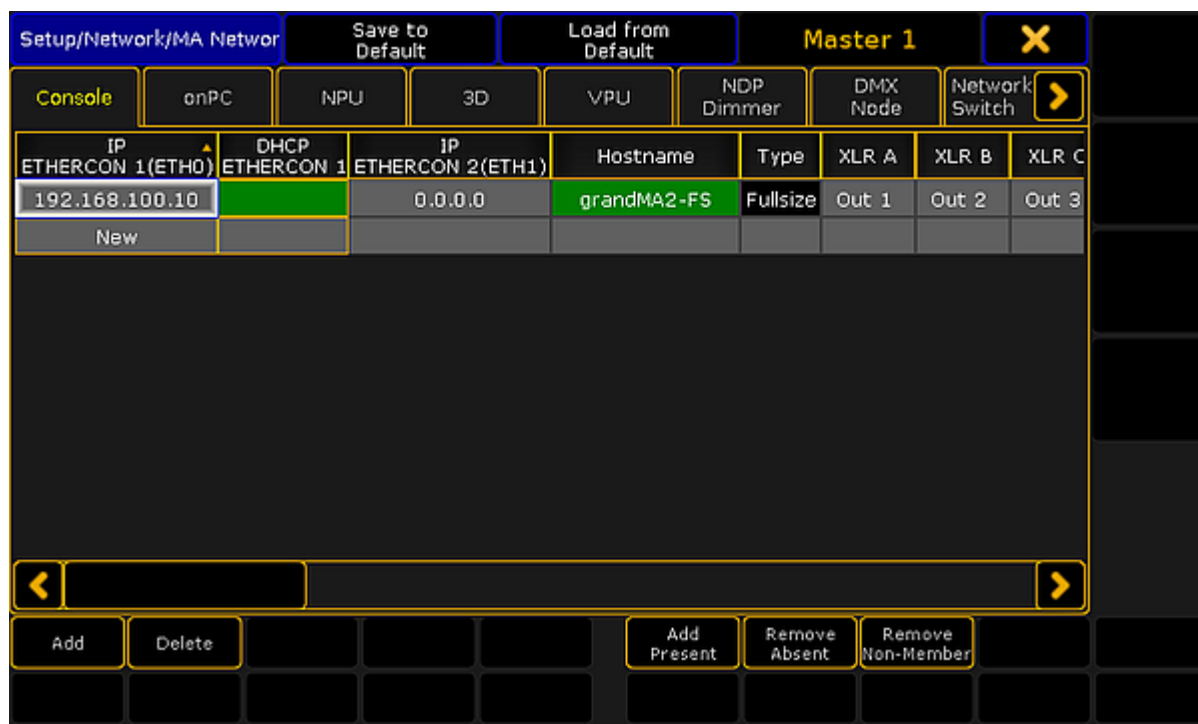 Setup/Network/MA Networ
Save to
Default
Load from
Default
Master 1
Console
onPC
NPU
3D
VPU
NDP
Dimmer
DMX
Node
Network
Switch
IP
ETHERCON 1(ETH0)
DHCP
ETHERCON 1
IP
ETHERCON 2(ETH1)
Hostname
Type
XLR A
XLR B
XLR C
192.168.100.10
0.0.0.0
grandMA2-FS
Fullsize
Out 1
Out 2
Out 3
New
Add
Delete
Add
Present
Remove
Absent
Remove
Non-Member